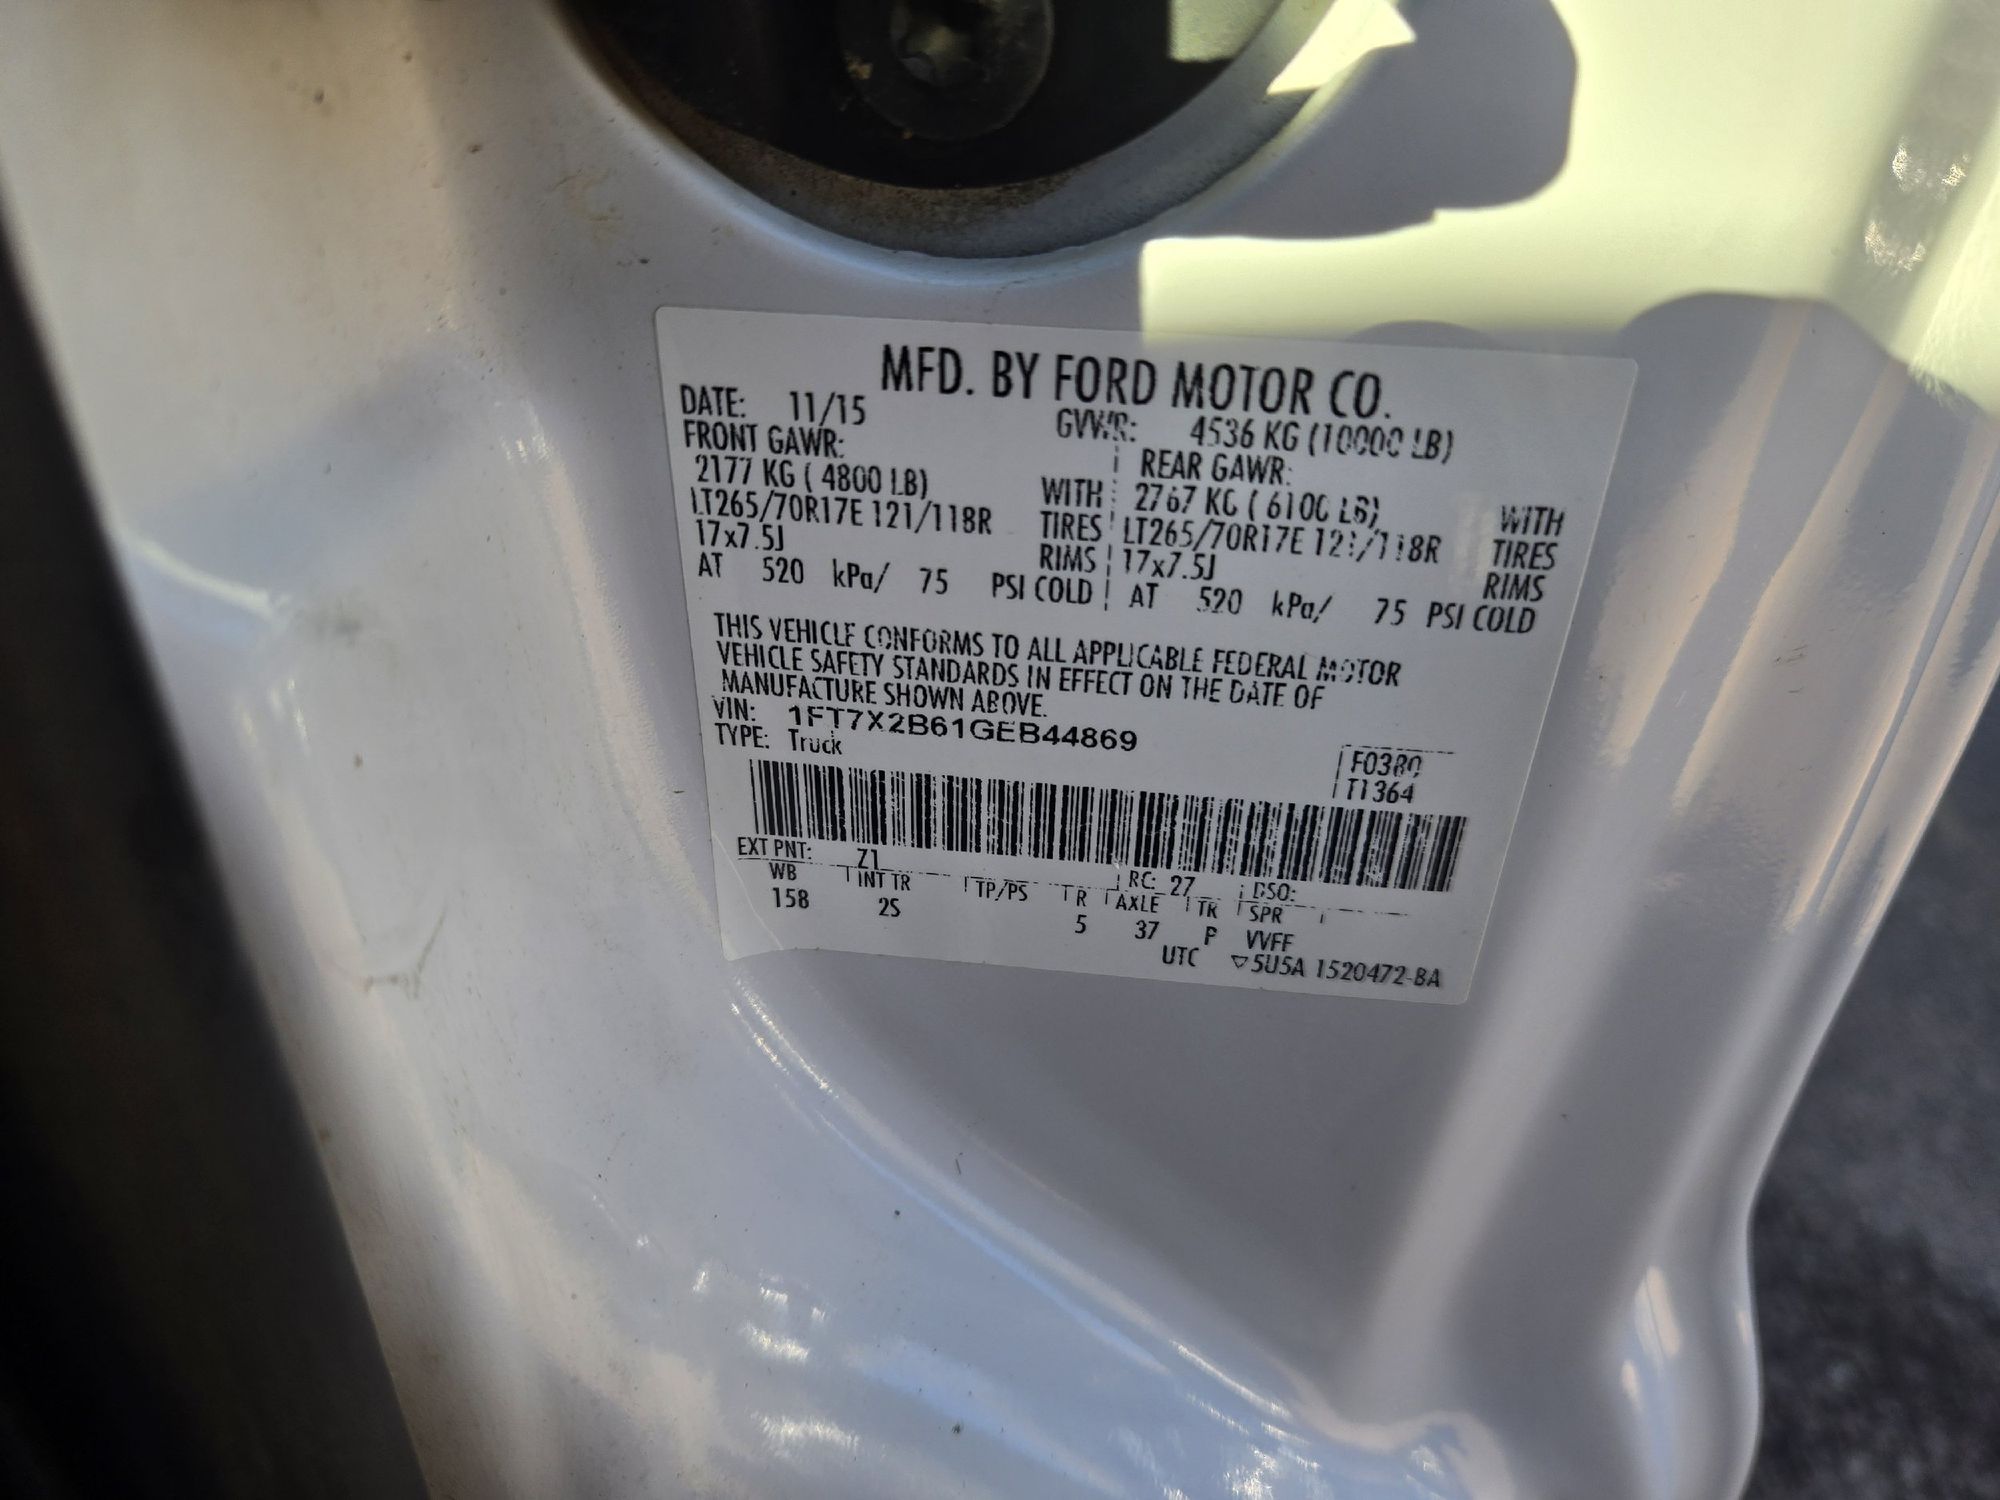 MFD. BY FORD MOTOR CO.
DATE: 11/15 GVWR: 4536 KG (10000 LB)
FRONT GAWR: REAR GAWR:
2177 KG ( 4800 LB) WITH 2767 KG ( 6100 LB) WITH
LT265/70R17E 121/118R TIRES LT265/70R17E 121/118R TIRES
17x7.5J RIMS 17x7.5J RIMS
AT 520 kPa/ 75 PSI COLD AT 520 kPa/ 75 PSI COLD
THIS VEHICLE CONFORMS TO ALL APPLICABLE FEDERAL MOTOR
VEHICLE SAFETY STANDARDS IN EFFECT ON THE DATE OF
MANUFACTURE SHOWN ABOVE.
VIN: 1FT7X2B61GEB44869
TYPE: Truck
F0380
T1364
EXT PNT: Z1 RC: 27 DSO:
WB INT TR TP/PS R AXLE TR SPR
158 2S 5 37 P VVFF
UTC ▽5U5A 1520472-BA